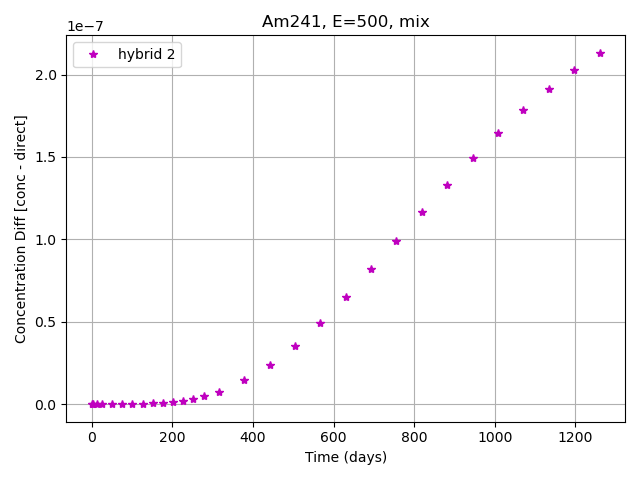 Am241, E=500, mix
1e−7
hybrid 2
2.0
1.5
1.0
0.5
0.0
Concentration Diff [conc - direct]
0 200 400 600 800 1000 1200
Time (days)